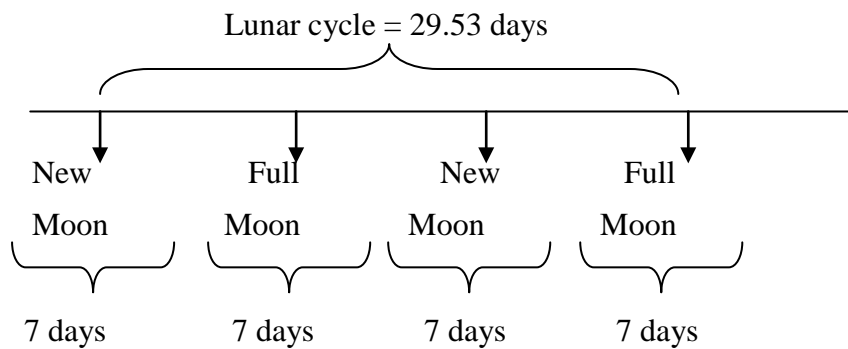 Lunar cycle = 29.53 days
New Full New Full
Moon Moon Moon Moon
7 days 7 days 7 days 7 days